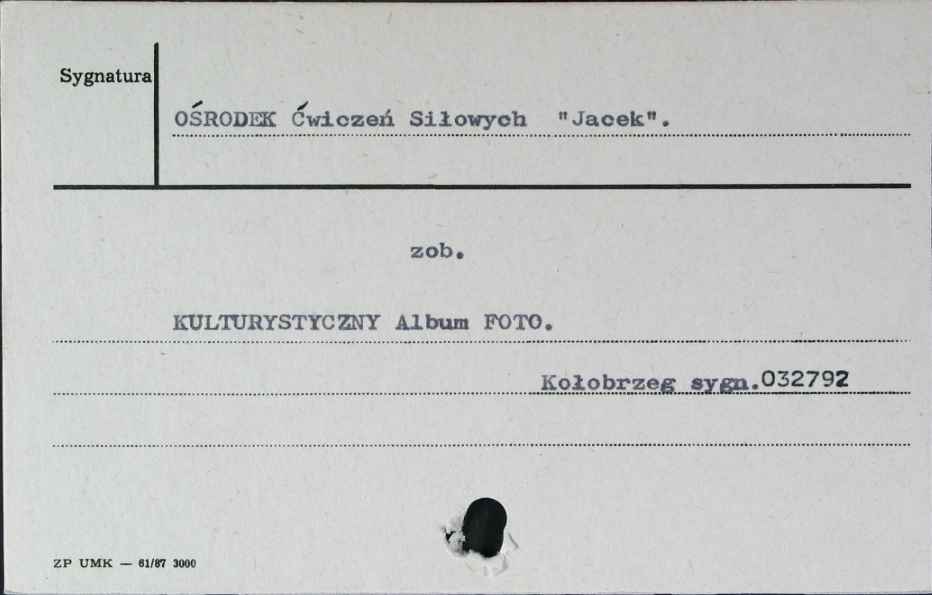 Sygnatura
OŚRODEK Ćwiczeń Siłowych "Jacek".
zob.
KULTURYSTYCZNY Album FOTO.
Kołobrzeg sygn.032792
ZP UMK — 61/87 3000